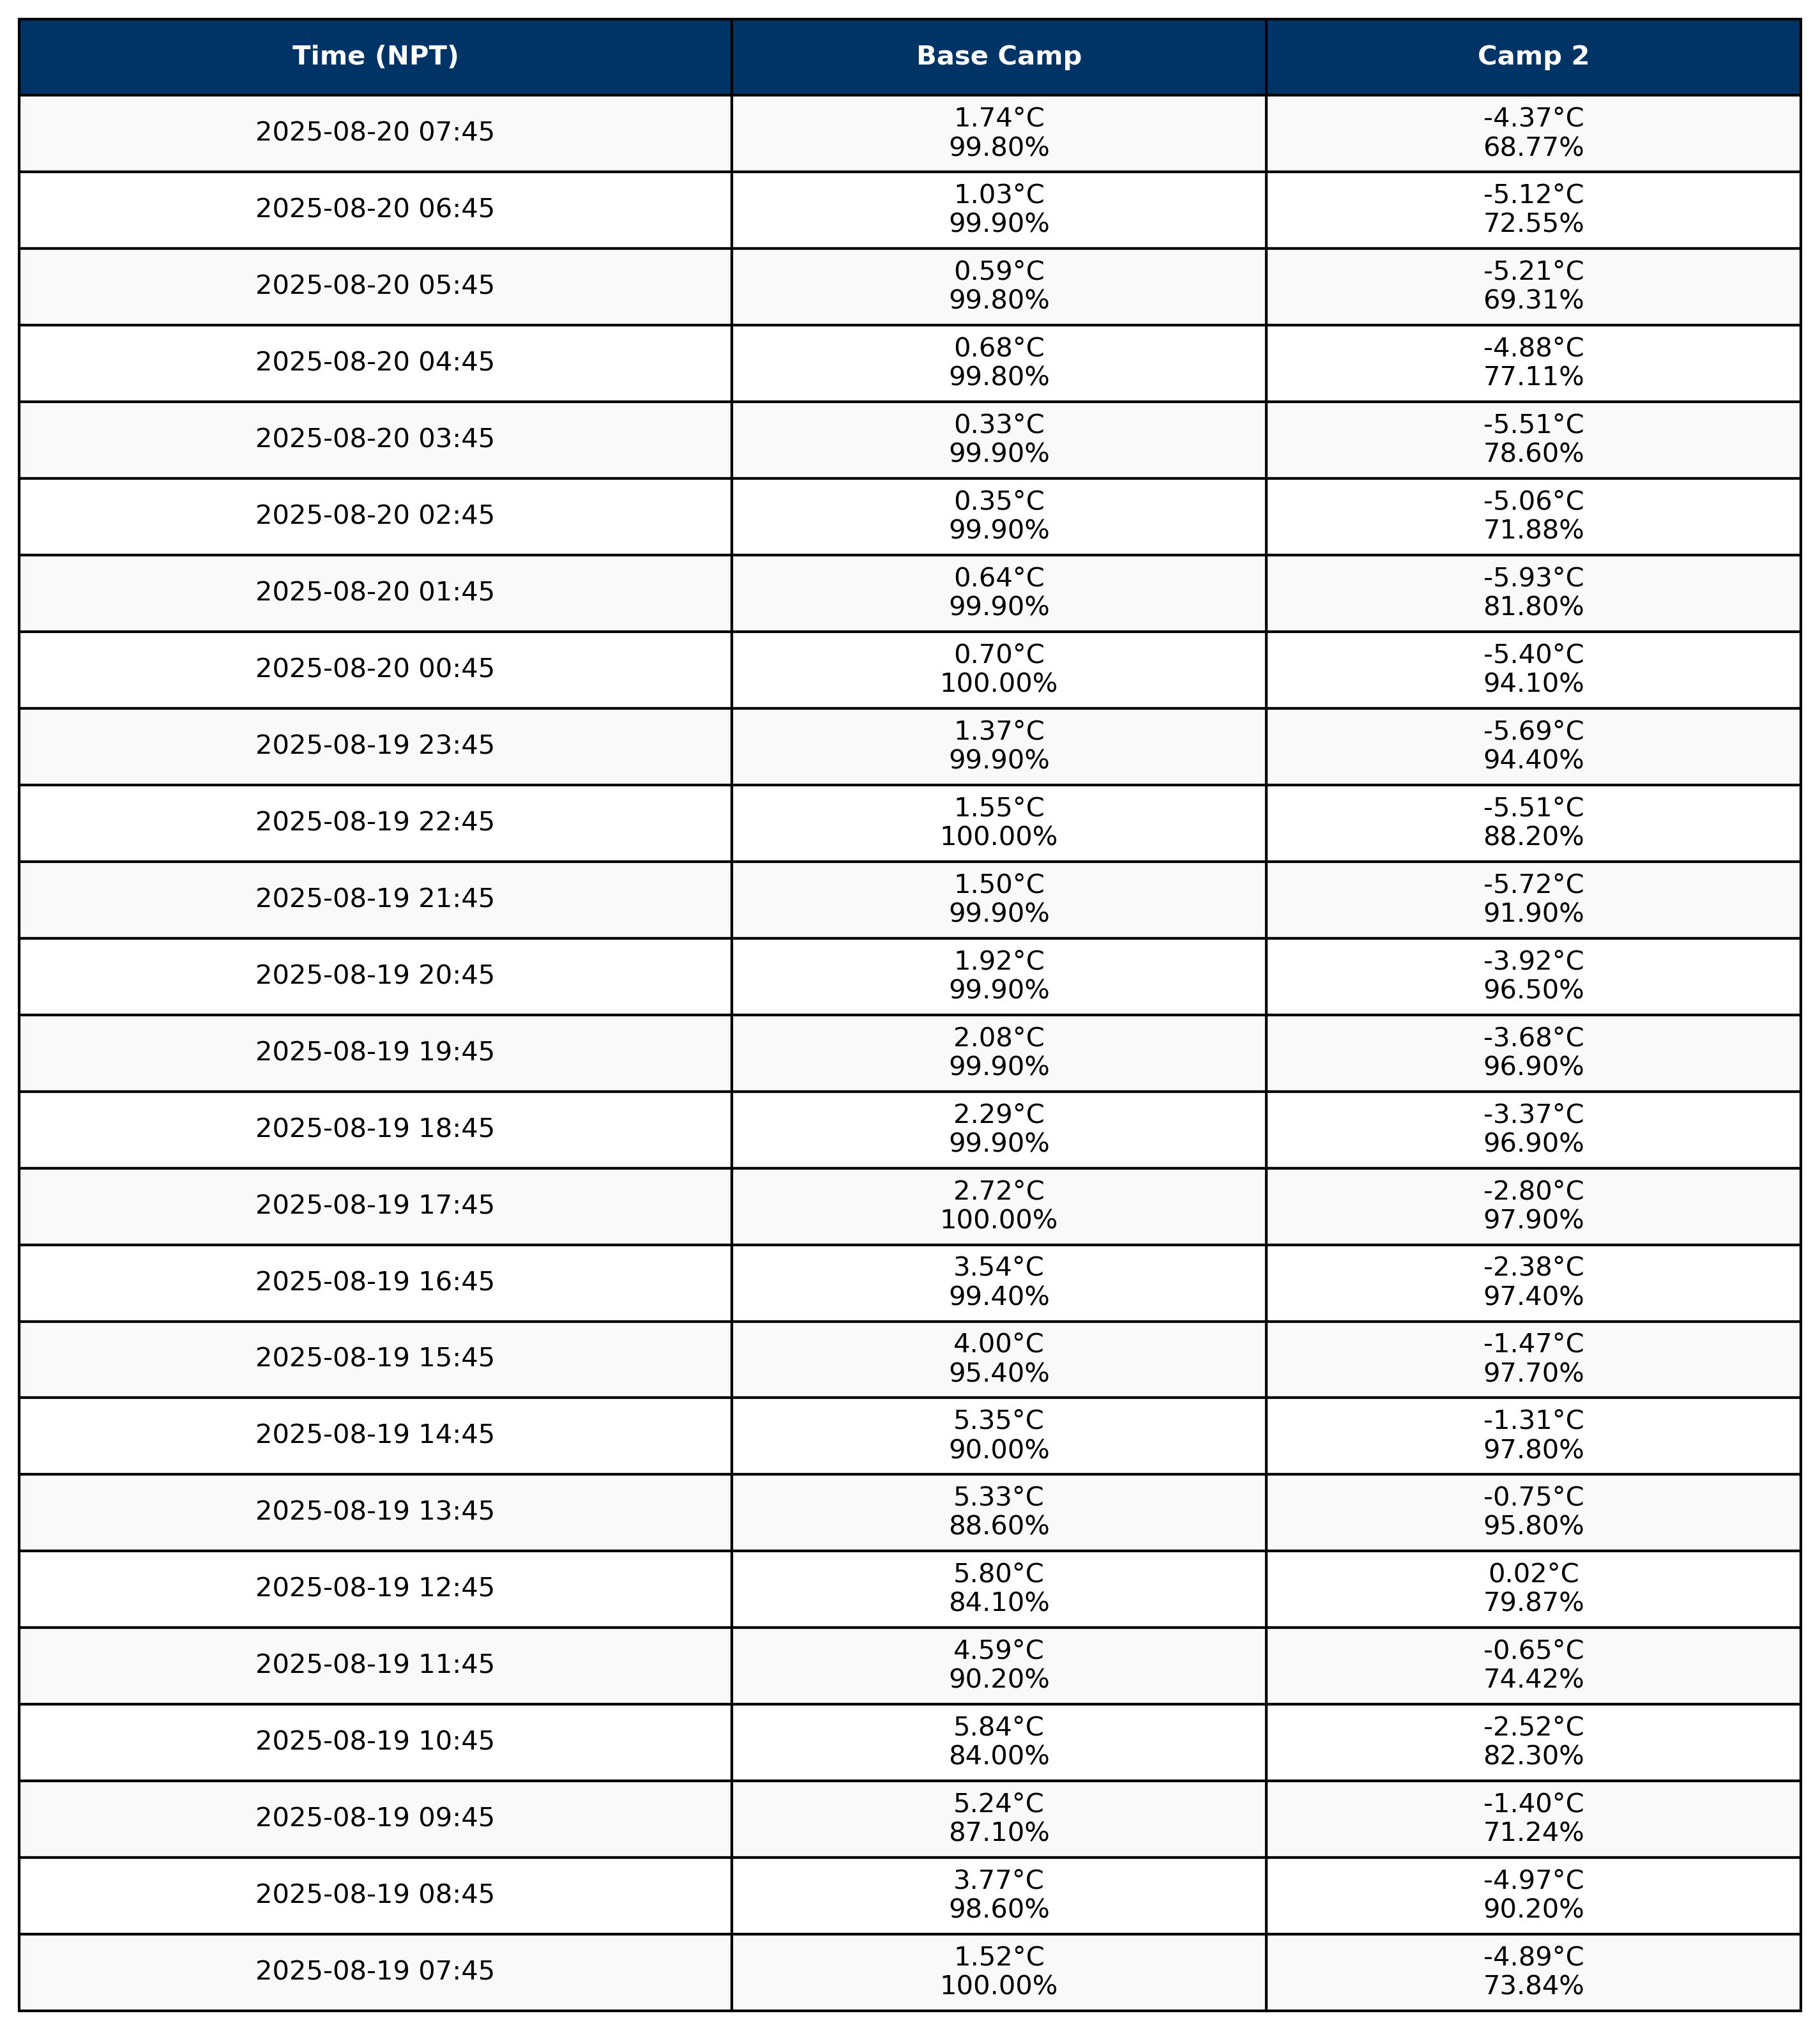 Time (NPT) Base Camp Camp 2
2025-08-20 07:45 1.74°C -4.37°C
99.80% 68.77%
2025-08-20 06:45 1.03°C -5.12°C
99.90% 72.55%
2025-08-20 05:45 0.59°C -5.21°C
99.80% 69.31%
2025-08-20 04:45 0.68°C -4.88°C
99.80% 77.11%
2025-08-20 03:45 0.33°C -5.51°C
99.90% 78.60%
2025-08-20 02:45 0.35°C -5.06°C
99.90% 71.88%
2025-08-20 01:45 0.64°C -5.93°C
99.90% 81.80%
2025-08-20 00:45 0.70°C -5.40°C
100.00% 94.10%
2025-08-19 23:45 1.37°C -5.69°C
99.90% 94.40%
2025-08-19 22:45 1.55°C -5.51°C
100.00% 88.20%
2025-08-19 21:45 1.50°C -5.72°C
99.90% 91.90%
2025-08-19 20:45 1.92°C -3.92°C
99.90% 96.50%
2025-08-19 19:45 2.08°C -3.68°C
99.90% 96.90%
2025-08-19 18:45 2.29°C -3.37°C
99.90% 96.90%
2025-08-19 17:45 2.72°C -2.80°C
100.00% 97.90%
2025-08-19 16:45 3.54°C -2.38°C
99.40% 97.40%
2025-08-19 15:45 4.00°C -1.47°C
95.40% 97.70%
2025-08-19 14:45 5.35°C -1.31°C
90.00% 97.80%
2025-08-19 13:45 5.33°C -0.75°C
88.60% 95.80%
2025-08-19 12:45 5.80°C 0.02°C
84.10% 79.87%
2025-08-19 11:45 4.59°C -0.65°C
90.20% 74.42%
2025-08-19 10:45 5.84°C -2.52°C
84.00% 82.30%
2025-08-19 09:45 5.24°C -1.40°C
87.10% 71.24%
2025-08-19 08:45 3.77°C -4.97°C
98.60% 90.20%
2025-08-19 07:45 1.52°C -4.89°C
100.00% 73.84%